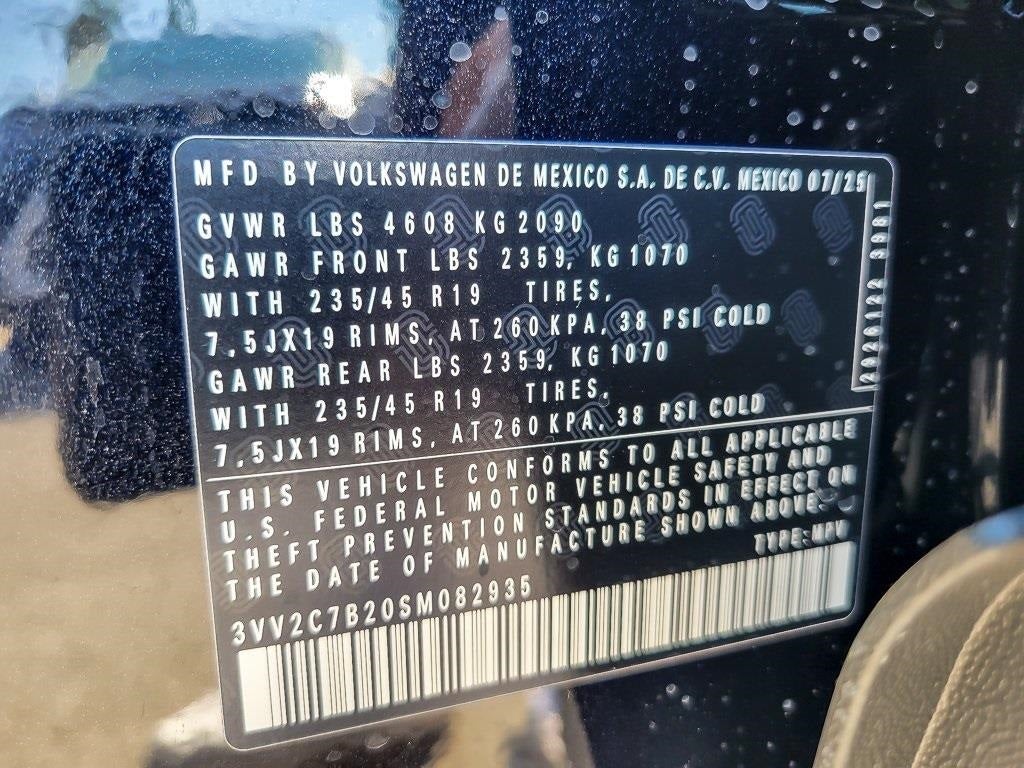 MFD BY VOLKSWAGEN DE MEXICO S.A. DE C.V. MEXICO 07/25
GVWR LBS 4608 KG 2090
GAWR FRONT LBS 2359, KG 1070
WITH 235/45 R19 TIRES,
7.5JX19 RIMS, AT 260 KPA, 38 PSI COLD
GAWR REAR LBS 2359, KG 1070
WITH 235/45 R19 TIRES,
7.5JX19 RIMS, AT 260 KPA, 38 PSI COLD
THIS VEHICLE CONFORMS TO ALL APPLICABLE
U.S. FEDERAL MOTOR VEHICLE SAFETY AND
THEFT PREVENTION STANDARDS IN EFFECT ON
THE DATE OF MANUFACTURE SHOWN ABOVE.
TYPE: MPV
3VV2C7B20SM082935